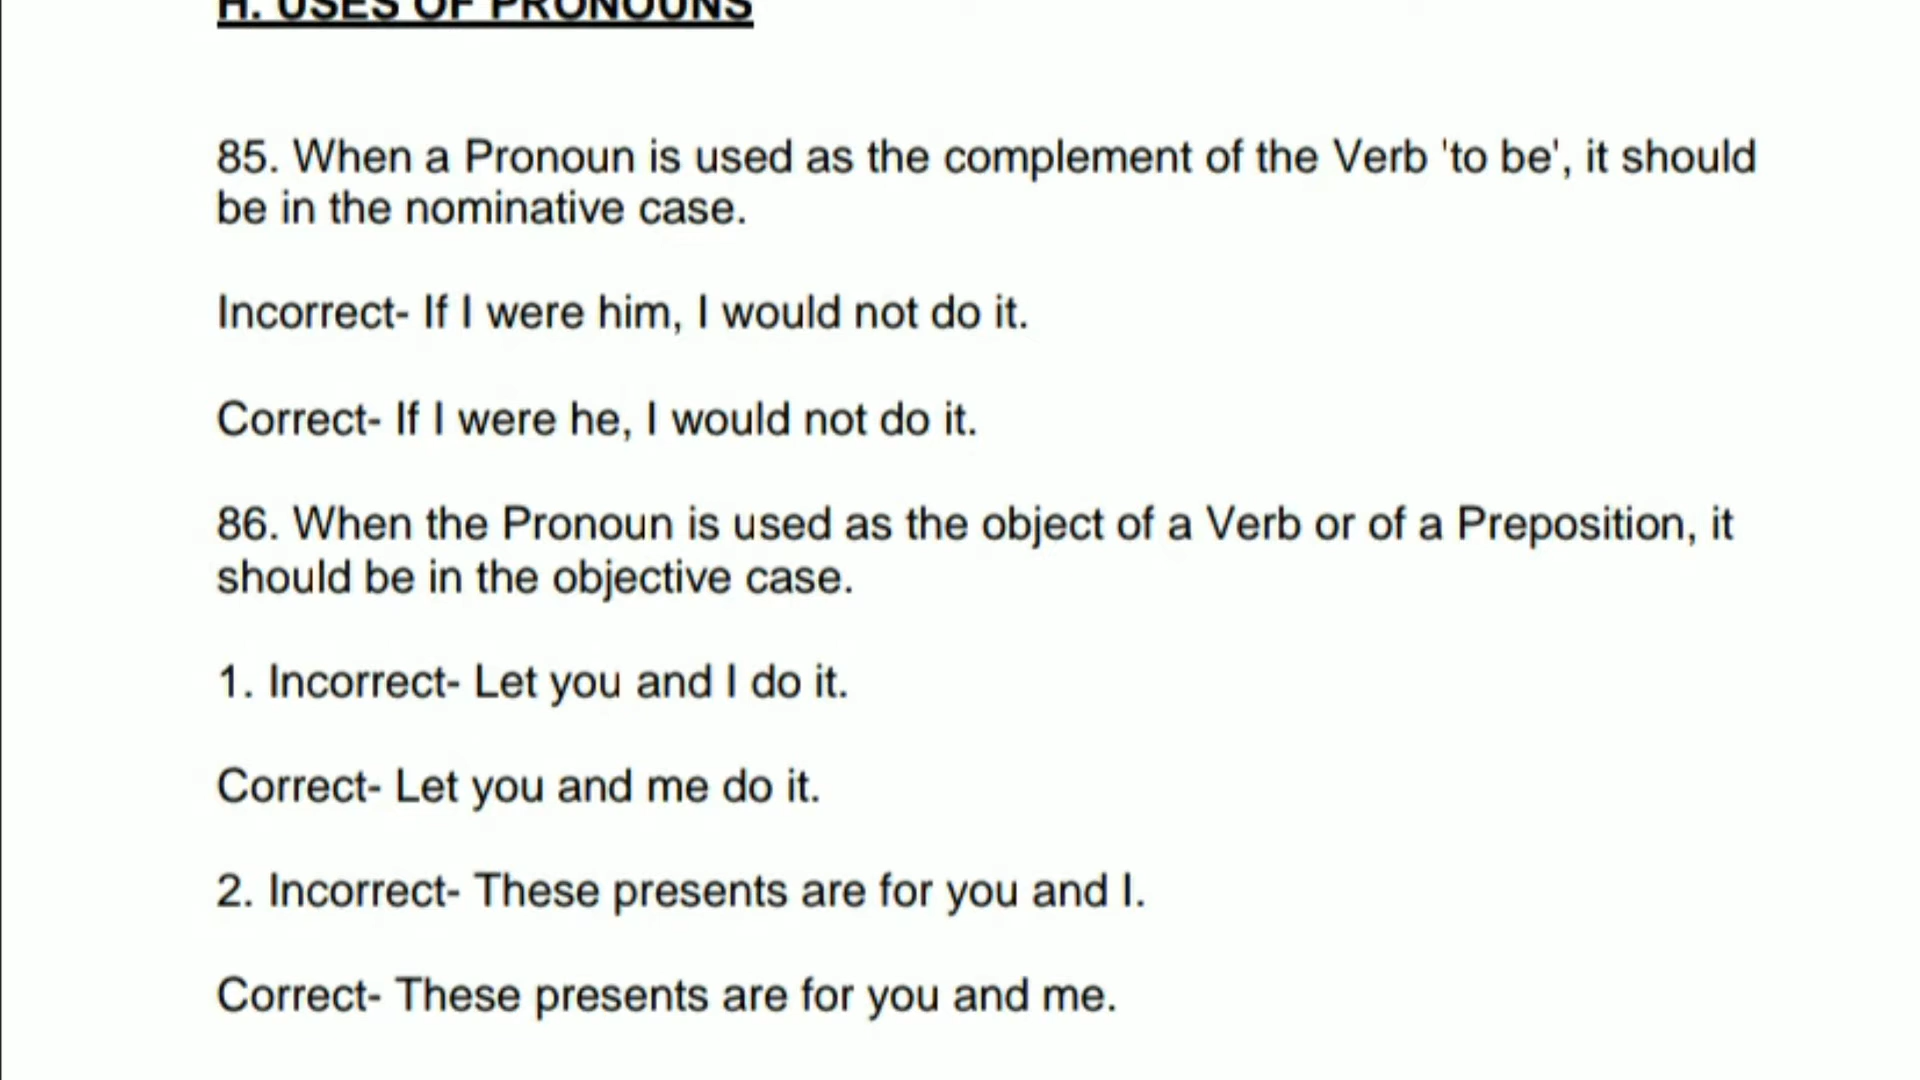 H. USES OF PRONOUNS
85. When a Pronoun is used as the complement of the Verb 'to be', it should
be in the nominative case.
Incorrect- If I were him, I would not do it.
Correct- If I were he, I would not do it.
86. When the Pronoun is used as the object of a Verb or of a Preposition, it
should be in the objective case.
1. Incorrect- Let you and I do it.
Correct- Let you and me do it.
2. Incorrect- These presents are for you and I.
Correct- These presents are for you and me.